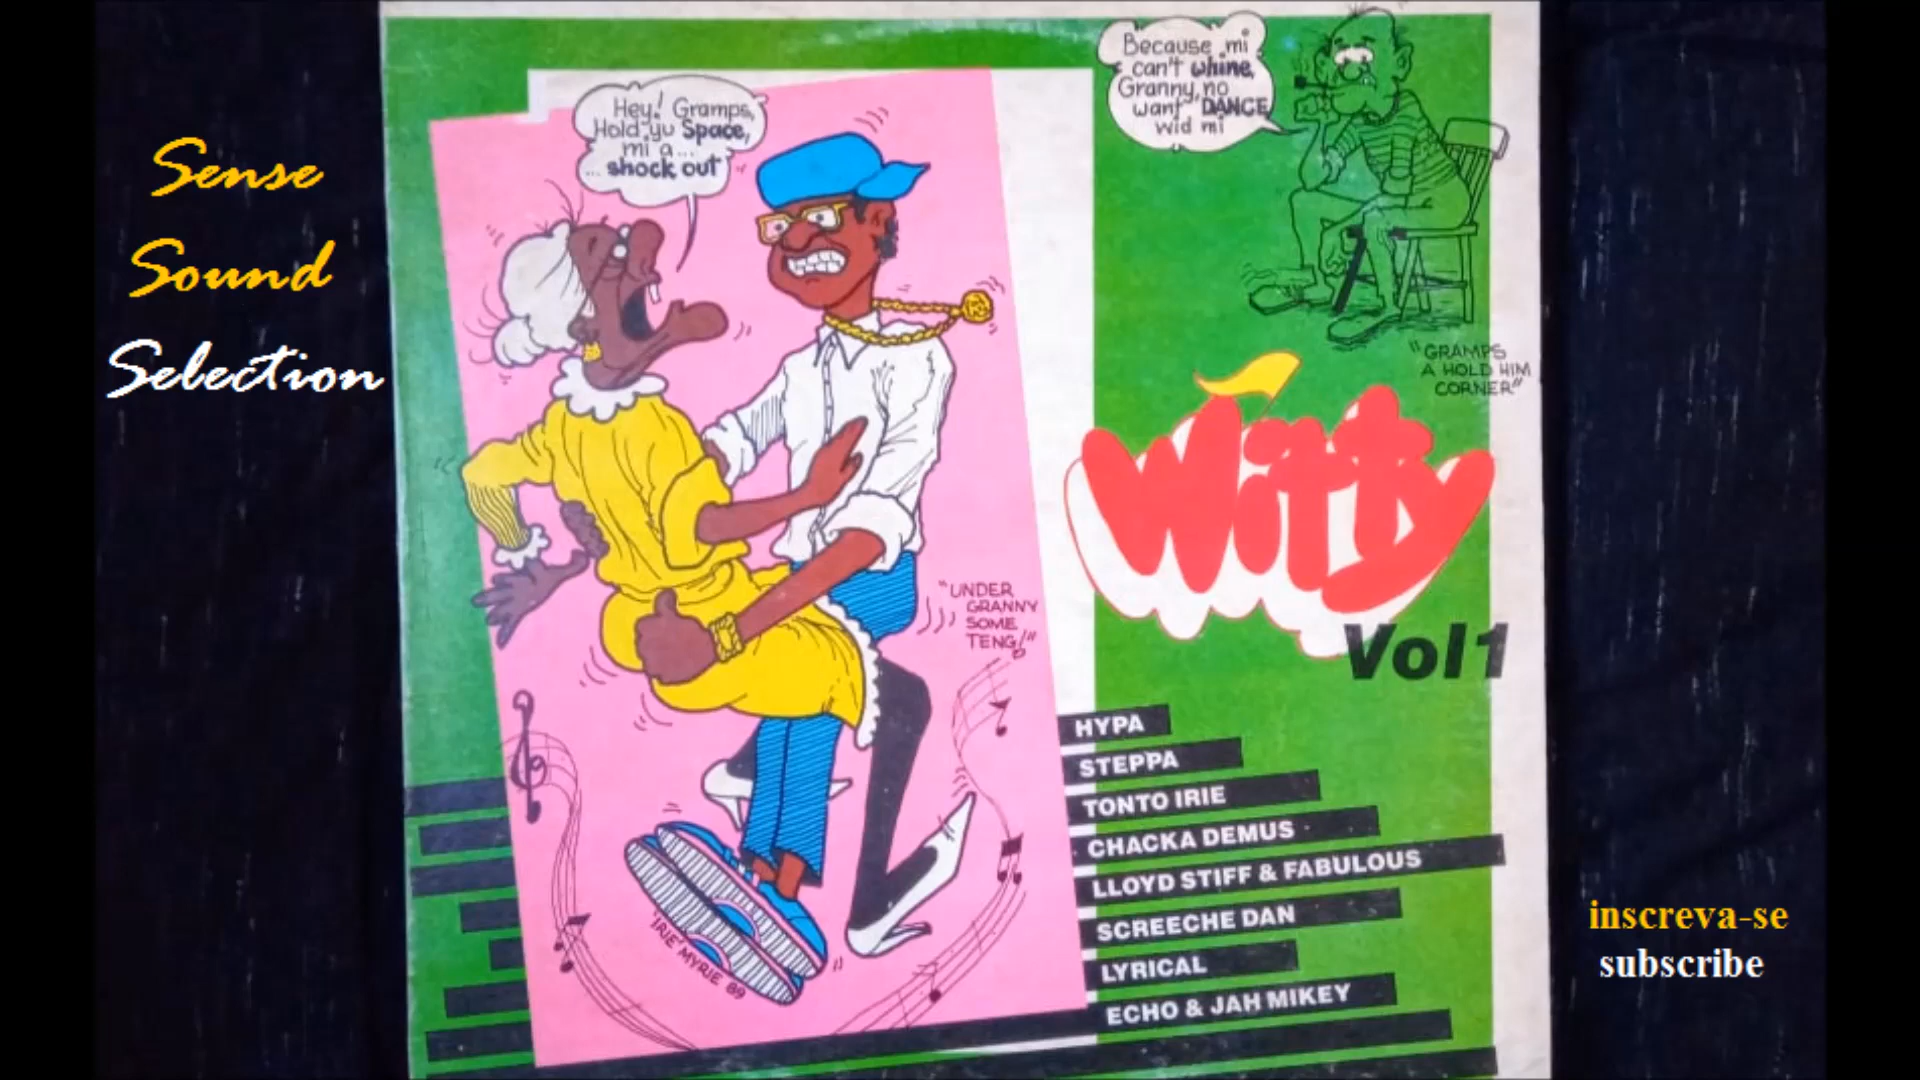 Sense
Sound
Selection
Hey! Gramps,
Hold yu Space,
mi a...
... shock out
Because mi
can't whine,
Granny no
want DANCE
wid mi
"GRAMPS
A HOLD HIM
CORNER"
Witty
Vol 1
"UNDER
GRANNY
SOME
TENG!"
HYPA
STEPPA
TONTO IRIE
CHACKA DEMUS
LLOYD STIFF & FABULOUS
SCREECHE DAN
LYRICAL
ECHO & JAH MIKEY
'IRIE' MYRIE 89
inscreva-se
subscribe